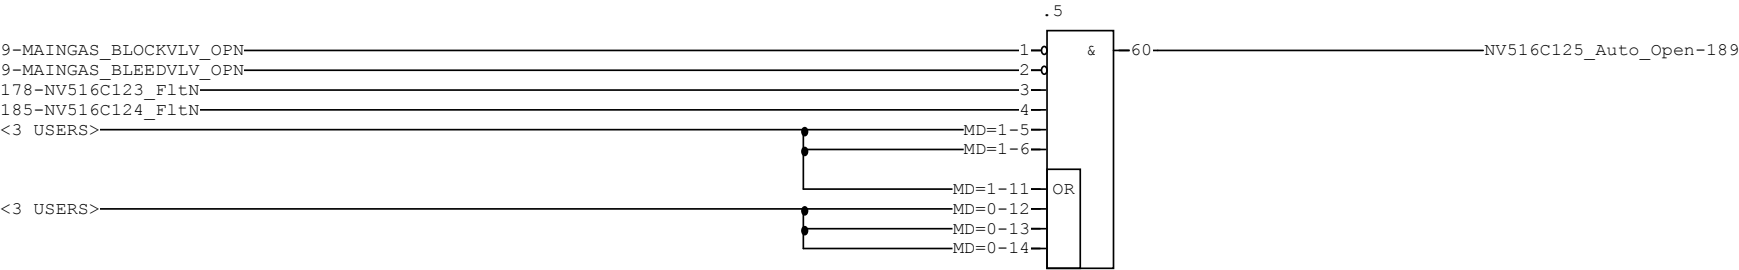 .5
9-MAINGAS_BLOCKVLV_OPN 1 & 60 NV516C125_Auto_Open-189
9-MAINGAS_BLEEDVLV_OPN 2
178-NV516C123_FltN 3
185-NV516C124_FltN 4
<3 USERS> MD=1-5
MD=1-6
MD=1-11 OR
<3 USERS> MD=0-12
MD=0-13
MD=0-14